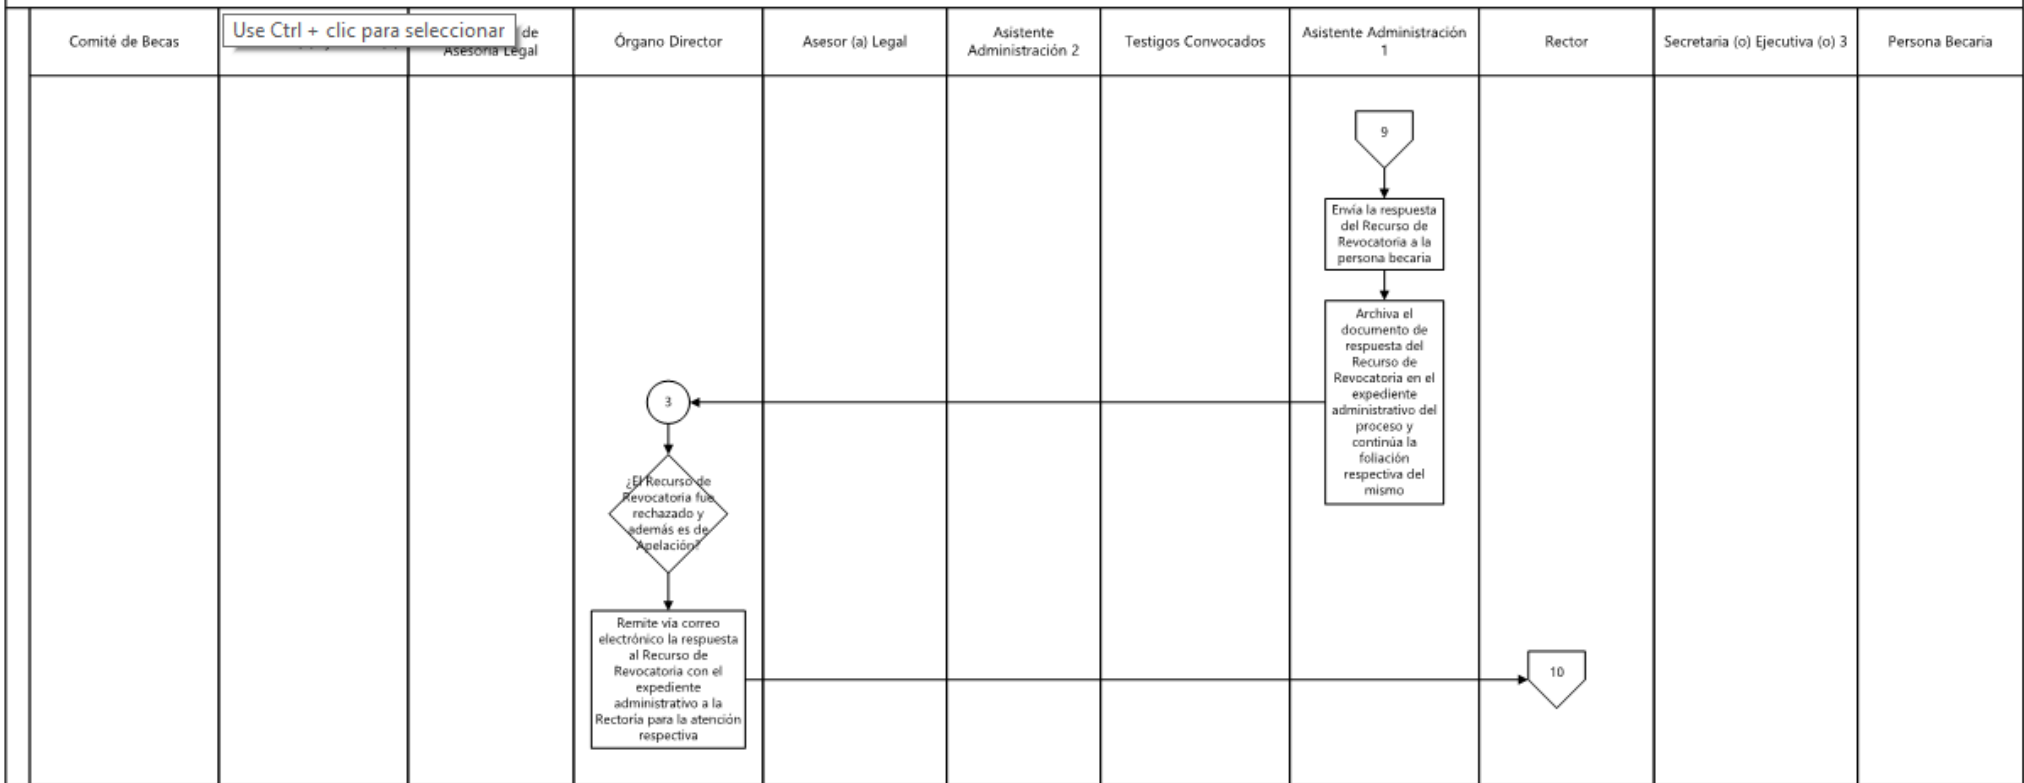 Comité de Becas
Use Ctrl + clic para seleccionar
de
Asesoría Legal
Órgano Director
Asesor (a) Legal
Asistente
Administración 2
Testigos Convocados
Asistente Administración
1
Rector
Secretaria (o) Ejecutiva (o) 3
Persona Becaria
9
Envía la respuesta
del Recurso de
Revocatoria a la
persona becaria
Archiva el
documento de
respuesta del
Recurso de
Revocatoria en el
expediente
administrativo del
proceso y
continúa la
foliación
respectiva del
mismo
3
¿El Recurso de
Revocatoria fue
rechazado y
además es de
Apelación?
Remite vía correo
electrónico la respuesta
al Recurso de
Revocatoria con el
expediente
administrativo a la
Rectoría para la atención
respectiva
10